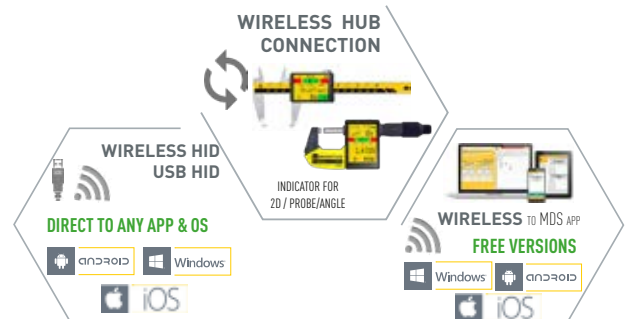 WIRELESS HUB
CONNECTION
INDICATOR FOR
2D / PROBE/ANGLE
WIRELESS HID
USB HID
DIRECT TO ANY APP & OS
android
Windows
iOS
WIRELESS TO MDS APP
FREE VERSIONS
Windows
android
iOS